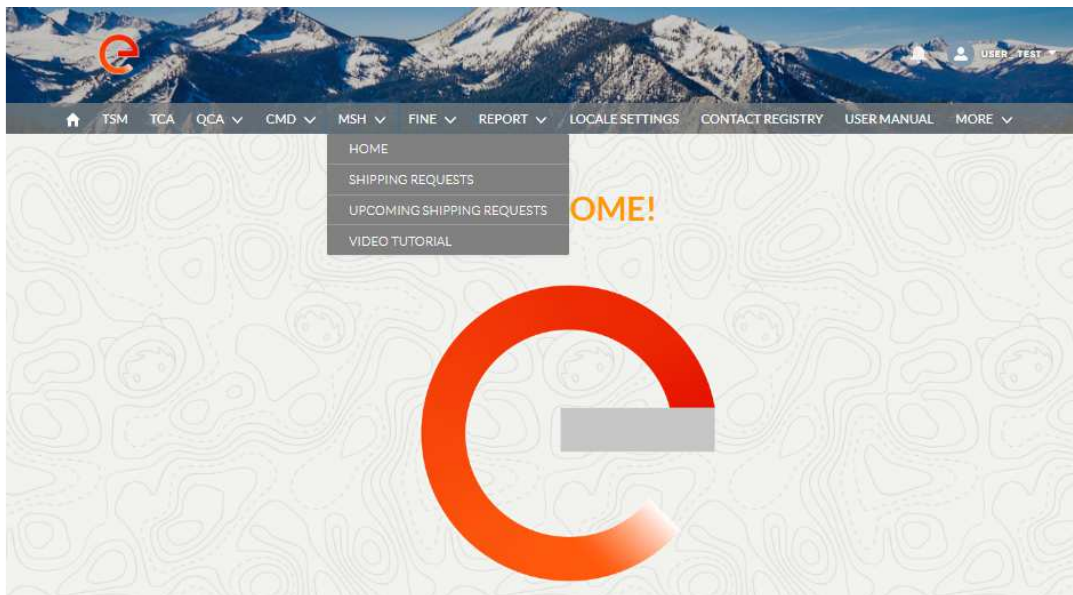 USER_TEST
TSM TCA QCA CMD MSH FINE REPORT LOCALE SETTINGS CONTACT REGISTRY USER MANUAL MORE
HOME
SHIPPING REQUESTS
UPCOMING SHIPPING REQUESTS
OME!
VIDEO TUTORIAL